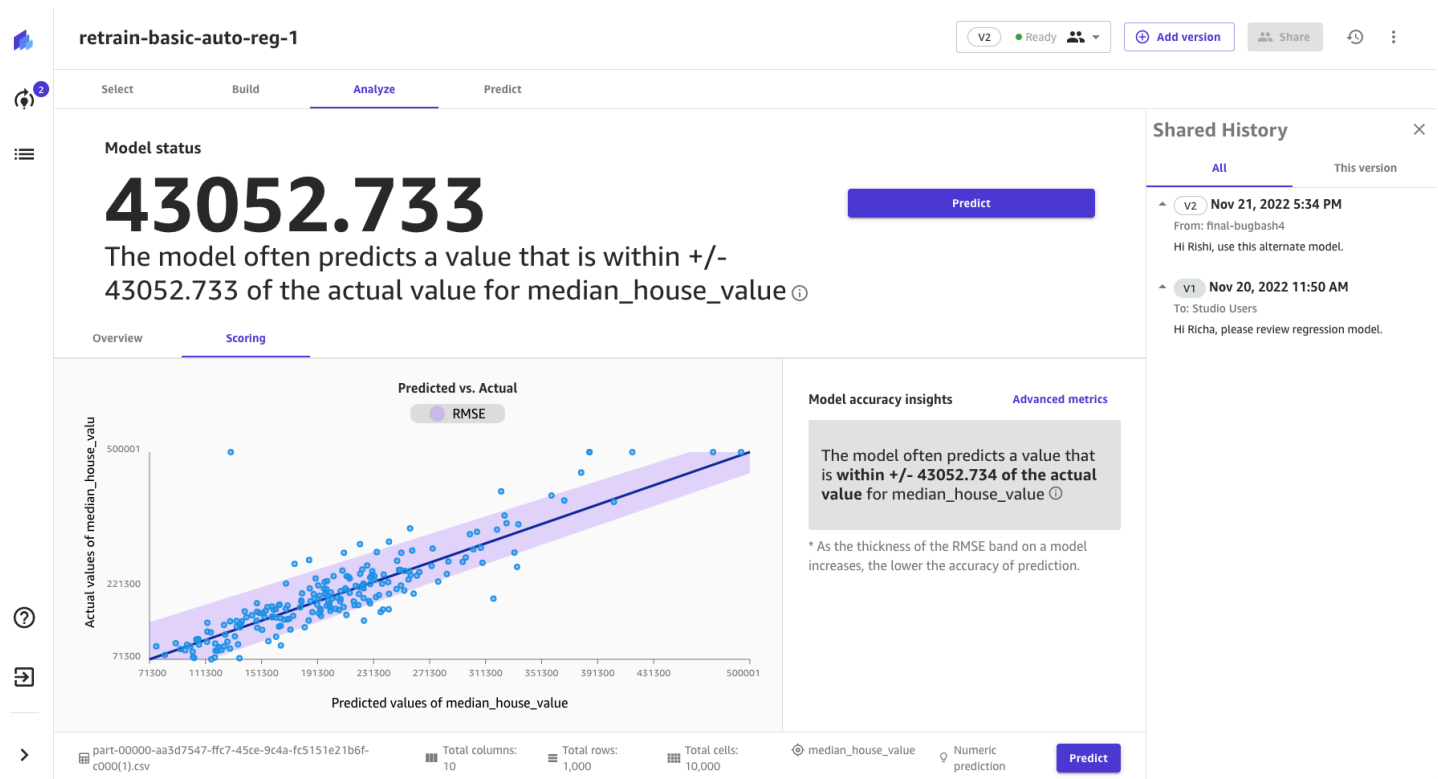 retrain-basic-auto-reg-1
V2 Ready
Add version
Share
2
Select
Build
Analyze
Predict
Model status
43052.733
The model often predicts a value that is within +/-
43052.733 of the actual value for median_house_value
Predict
Overview
Scoring
Predicted vs. Actual
RMSE
Actual values of median_house_valu
500001
221300
71300
71300 111300 151300 191300 231300 271300 311300 351300 391300 431300 500001
Predicted values of median_house_value
Model accuracy insights
Advanced metrics
The model often predicts a value that
is within +/- 43052.734 of the actual
value for median_house_value
* As the thickness of the RMSE band on a model
increases, the lower the accuracy of prediction.
Shared History
All
This version
V2 Nov 21, 2022 5:34 PM
From: final-bugbash4
Hi Rishi, use this alternate model.
V1 Nov 20, 2022 11:50 AM
To: Studio Users
Hi Richa, please review regression model.
part-00000-aa3d7547-ffc7-45ce-9c4a-fc5151e21b6f-
c000(1).csv
Total columns:
10
Total rows:
1,000
Total cells:
10,000
median_house_value
Numeric
prediction
Predict